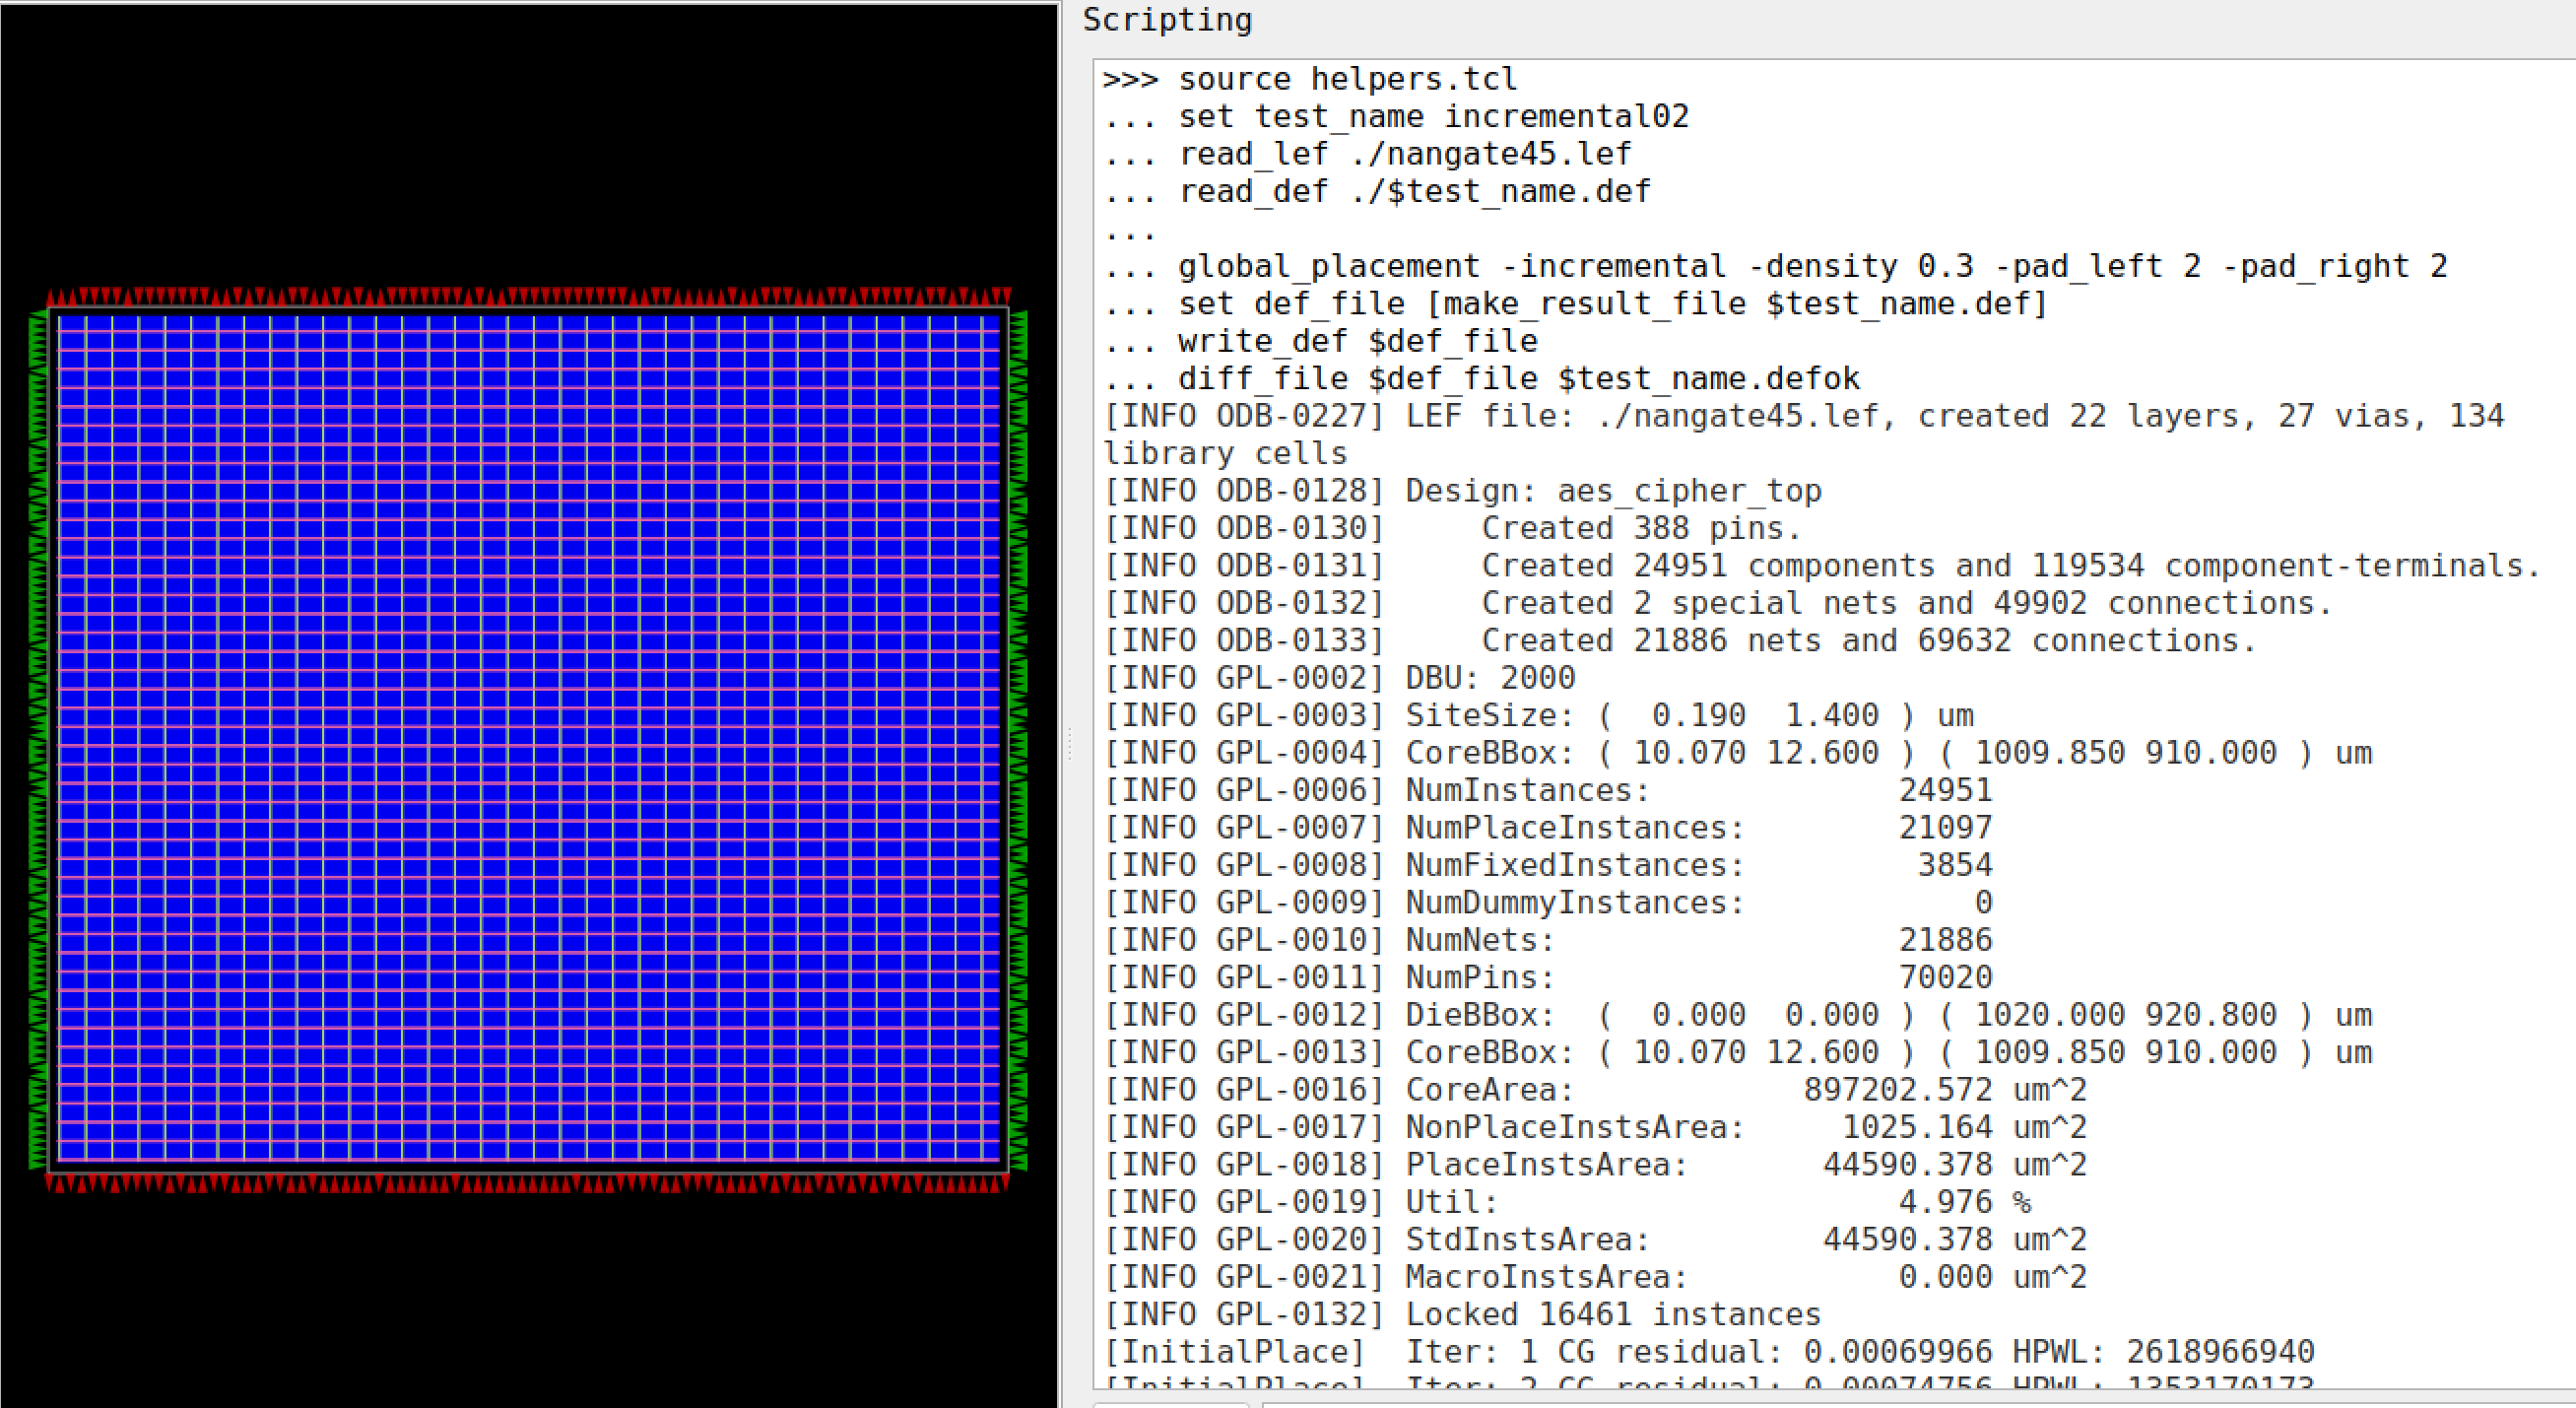 Scripting
>>> source helpers.tcl
... set test_name incremental02
... read_lef ./nangate45.lef
... read_def ./$test_name.def
...
... global_placement -incremental -density 0.3 -pad_left 2 -pad_right 2
... set def_file [make_result_file $test_name.def]
... write_def $def_file
... diff_file $def_file $test_name.defok
[INFO ODB-0227] LEF file: ./nangate45.lef, created 22 layers, 27 vias, 134
library cells
[INFO ODB-0128] Design: aes_cipher_top
[INFO ODB-0130]     Created 388 pins.
[INFO ODB-0131]     Created 24951 components and 119534 component-terminals.
[INFO ODB-0132]     Created 2 special nets and 49902 connections.
[INFO ODB-0133]     Created 21886 nets and 69632 connections.
[INFO GPL-0002] DBU: 2000
[INFO GPL-0003] SiteSize: (  0.190  1.400 ) um
[INFO GPL-0004] CoreBBox: ( 10.070 12.600 ) ( 1009.850 910.000 ) um
[INFO GPL-0006] NumInstances:             24951
[INFO GPL-0007] NumPlaceInstances:        21097
[INFO GPL-0008] NumFixedInstances:         3854
[INFO GPL-0009] NumDummyInstances:            0
[INFO GPL-0010] NumNets:                  21886
[INFO GPL-0011] NumPins:                  70020
[INFO GPL-0012] DieBBox:  (  0.000  0.000 ) ( 1020.000 920.800 ) um
[INFO GPL-0013] CoreBBox: ( 10.070 12.600 ) ( 1009.850 910.000 ) um
[INFO GPL-0016] CoreArea:            897202.572 um^2
[INFO GPL-0017] NonPlaceInstsArea:     1025.164 um^2
[INFO GPL-0018] PlaceInstsArea:       44590.378 um^2
[INFO GPL-0019] Util:                     4.976 %
[INFO GPL-0020] StdInstsArea:         44590.378 um^2
[INFO GPL-0021] MacroInstsArea:           0.000 um^2
[INFO GPL-0132] Locked 16461 instances
[InitialPlace]  Iter: 1 CG residual: 0.00069966 HPWL: 2618966940
[InitialPlace]  Iter: 2 CG residual: 0.00074756 HPWL: 1353170173